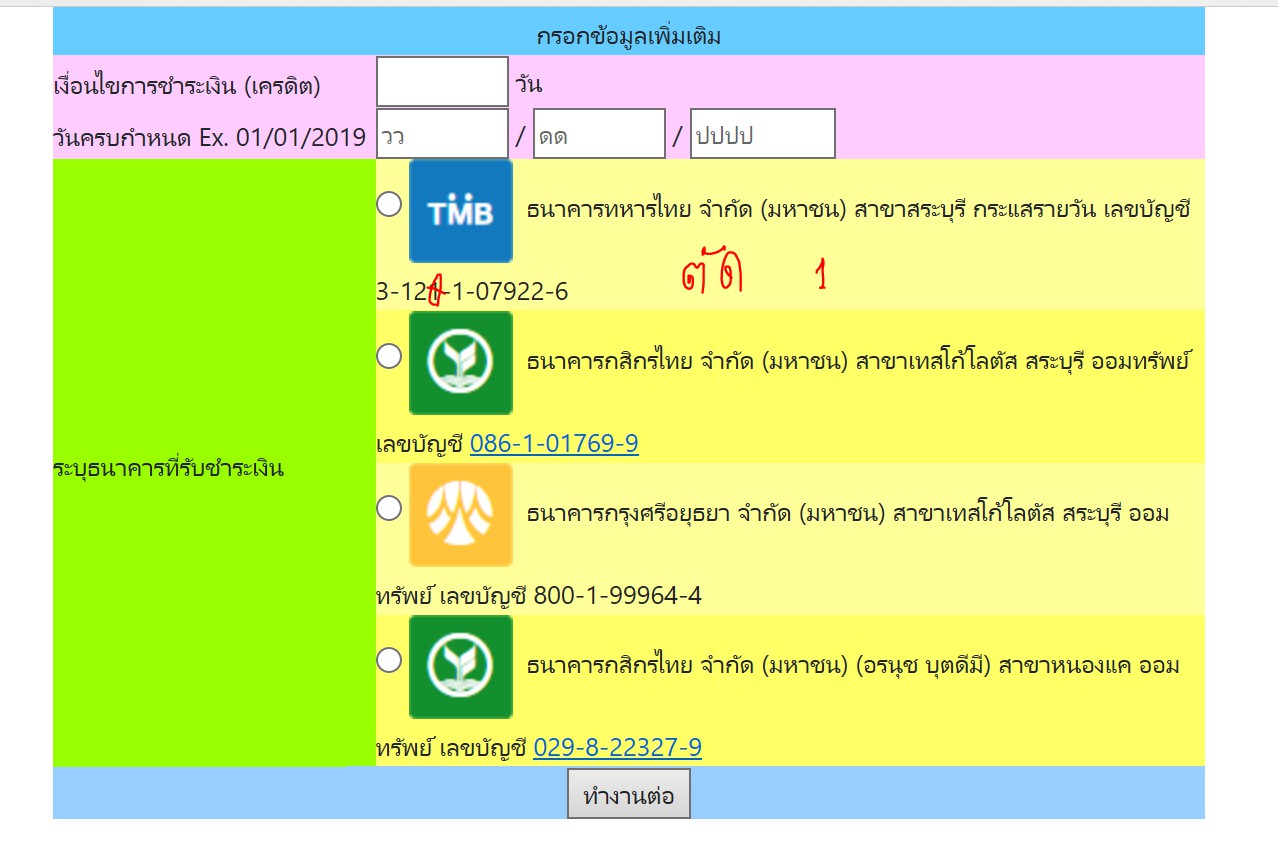 กรอกข้อมูลเพิ่มเติม
เงื่อนไขการชำระเงิน (เครดิต) วัน
วันครบกำหนด Ex. 01/01/2019 วว / ดด / ปปปป
TMB ธนาคารทหารไทย จำกัด (มหาชน) สาขาสระบุรี กระแสรายวัน เลขบัญชี
ตัด 1
3-121-1-07922-6
ธนาคารกสิกรไทย จำกัด (มหาชน) สาขาเทสโก้โลตัส สระบุรี ออมทรัพย์
เลขบัญชี 086-1-01769-9
ระบุธนาคารที่รับชำระเงิน
ธนาคารกรุงศรีอยุธยา จำกัด (มหาชน) สาขาเทสโก้โลตัส สระบุรี ออม
ทรัพย์ เลขบัญชี 800-1-99964-4
ธนาคารกสิกรไทย จำกัด (มหาชน) (อรนุช บุตดีมี) สาขาหนองแค ออม
ทรัพย์ เลขบัญชี 029-8-22327-9
ทำงานต่อ